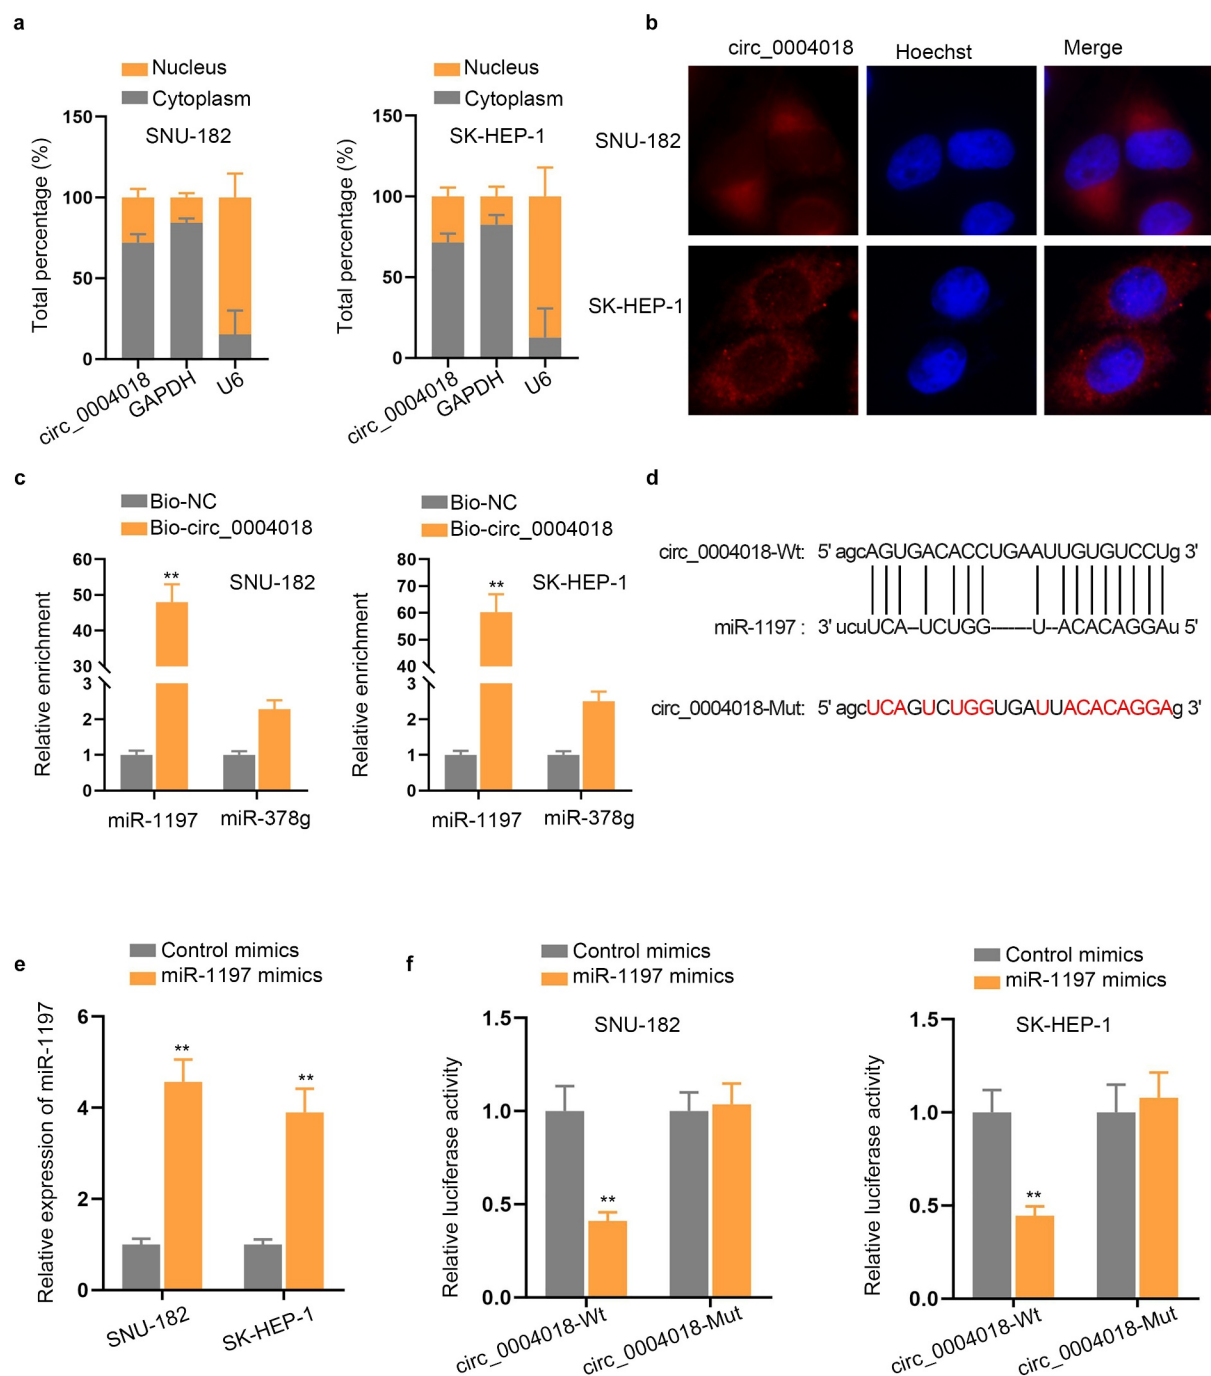 a
Nucleus
Cytoplasm
SNU-182
Total percentage (%)
150
100
50
0
circ_0004018
GAPDH
U6
Nucleus
Cytoplasm
SK-HEP-1
Total percentage (%)
150
100
50
0
circ_0004018
GAPDH
U6
b
circ_0004018
Hoechst
Merge
SNU-182
SK-HEP-1
c
Bio-NC
Bio-circ_0004018
SNU-182
Relative enrichment
60
50
40
30
3
2
1
0
**
miR-1197
miR-378g
Bio-NC
Bio-circ_0004018
SK-HEP-1
Relative enrichment
80
70
60
50
40
3
2
1
0
**
miR-1197
miR-378g
d
circ_0004018-Wt: 5' agcAGUGACACCUGAAUUGUGUCCUg 3'
miR-1197 : 3' ucuUCA--UCUGG-------U--ACACAGGAu 5'
circ_0004018-Mut: 5' agcUCAGUCUGGUGAUUACACAGGAg 3'
e
Control mimics
miR-1197 mimics
Relative expression of miR-1197
6
4
2
0
**
**
SNU-182
SK-HEP-1
f
Control mimics
miR-1197 mimics
SNU-182
Relative luciferase activity
1.5
1.0
0.5
0.0
**
circ_0004018-Wt
circ_0004018-Mut
Control mimics
miR-1197 mimics
SK-HEP-1
Relative luciferase activity
1.5
1.0
0.5
0.0
**
circ_0004018-Wt
circ_0004018-Mut